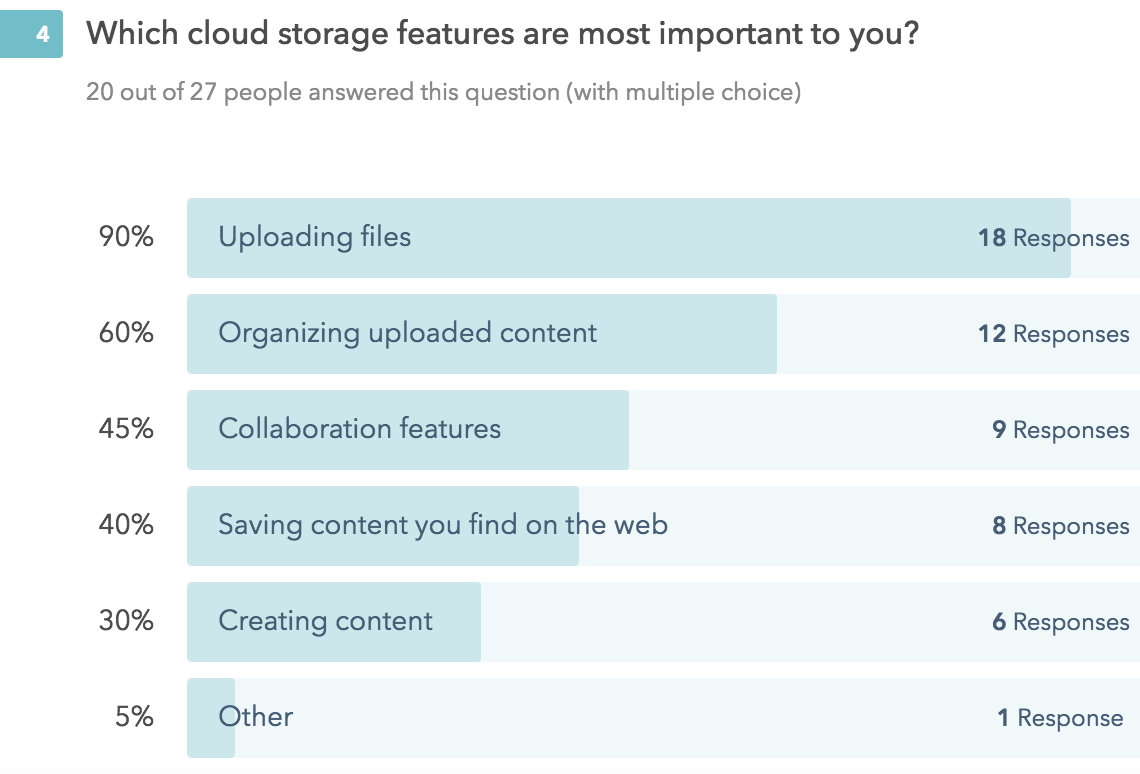 4 Which cloud storage features are most important to you?
20 out of 27 people answered this question (with multiple choice)
90% Uploading files 18 Responses
60% Organizing uploaded content 12 Responses
45% Collaboration features 9 Responses
40% Saving content you find on the web 8 Responses
30% Creating content 6 Responses
5% Other 1 Response